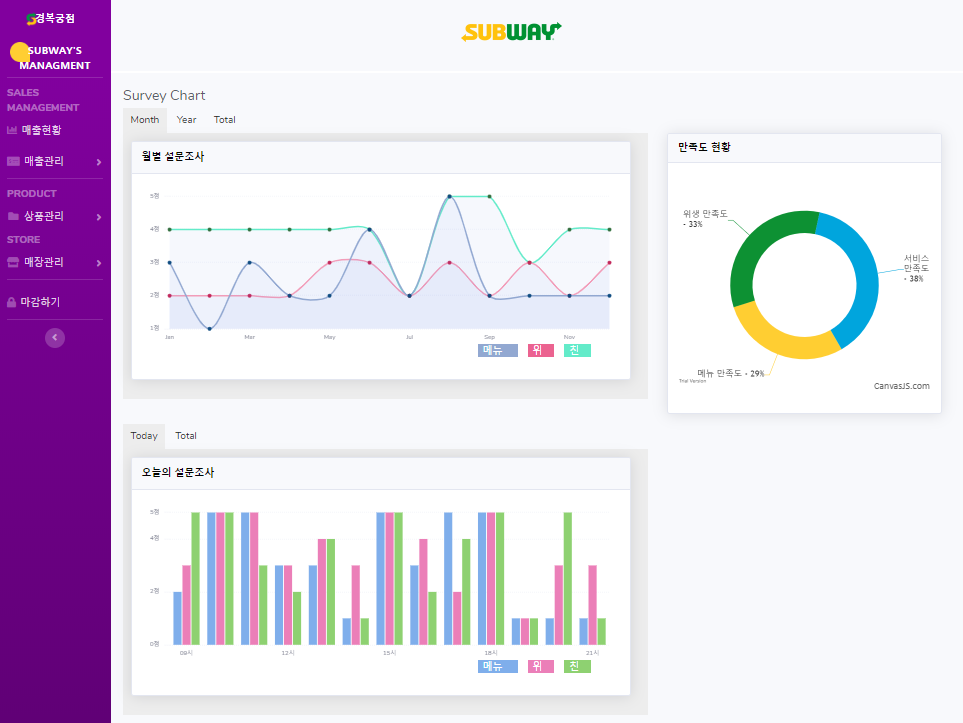 경복궁점
SUBWAY'S
MANAGMENT
SALES
MANAGEMENT
매출현황
매출관리
PRODUCT
상품관리
STORE
매장관리
마감하기
SUBWAY
Survey Chart
Month Year Total
월별 설문조사
5점
4점
3점
2점
1점
Jan Mar May Jul Sep Nov
메뉴 위 친
만족도 현황
위생 만족도
- 33%
서비스
만족도
- 38%
메뉴 만족도 - 29%
Trial Version
CanvasJS.com
Today Total
오늘의 설문조사
5점
4점
2점
0점
09시 12시 15시 18시 21시
메뉴 위 친